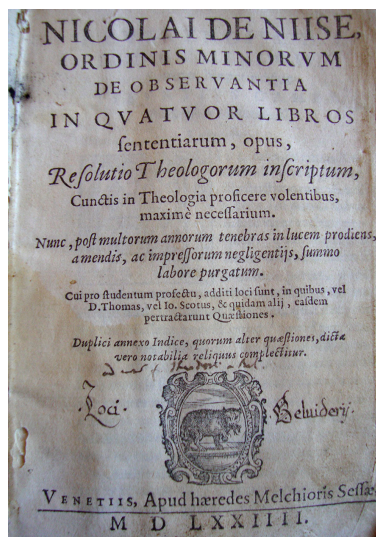 NICOLAI DE NIISE,
ORDINIS MINORVM
DE OBSERVANTIA
IN QVATVOR LIBROS
ſententiarum, opus,
Reſolutio Theologorum inſcriptum,
Cunctis in Theologia proficere volentibus,
maximè neceſſarium.
Nunc, poſt multorum annorum tenebras in lucem prodiens,
a mendis, ac impreſſorum negligentijs, ſummo
labore purgatum.
Cui pro ſtudentum profectu, additi loci ſunt, in quibus, vel
D. Thomas, vel Io. Scotus, & quidam alij, eaſdem
pertractarunt Quæſtiones.
Duplici annexo Indice, quorum alter quæſtiones, dicta
vero notabilia reliquus complectitur.
Loci Beluiderij
VENETIIS, Apud hæredes Melchioris Seſſæ
M D LXXIIII.